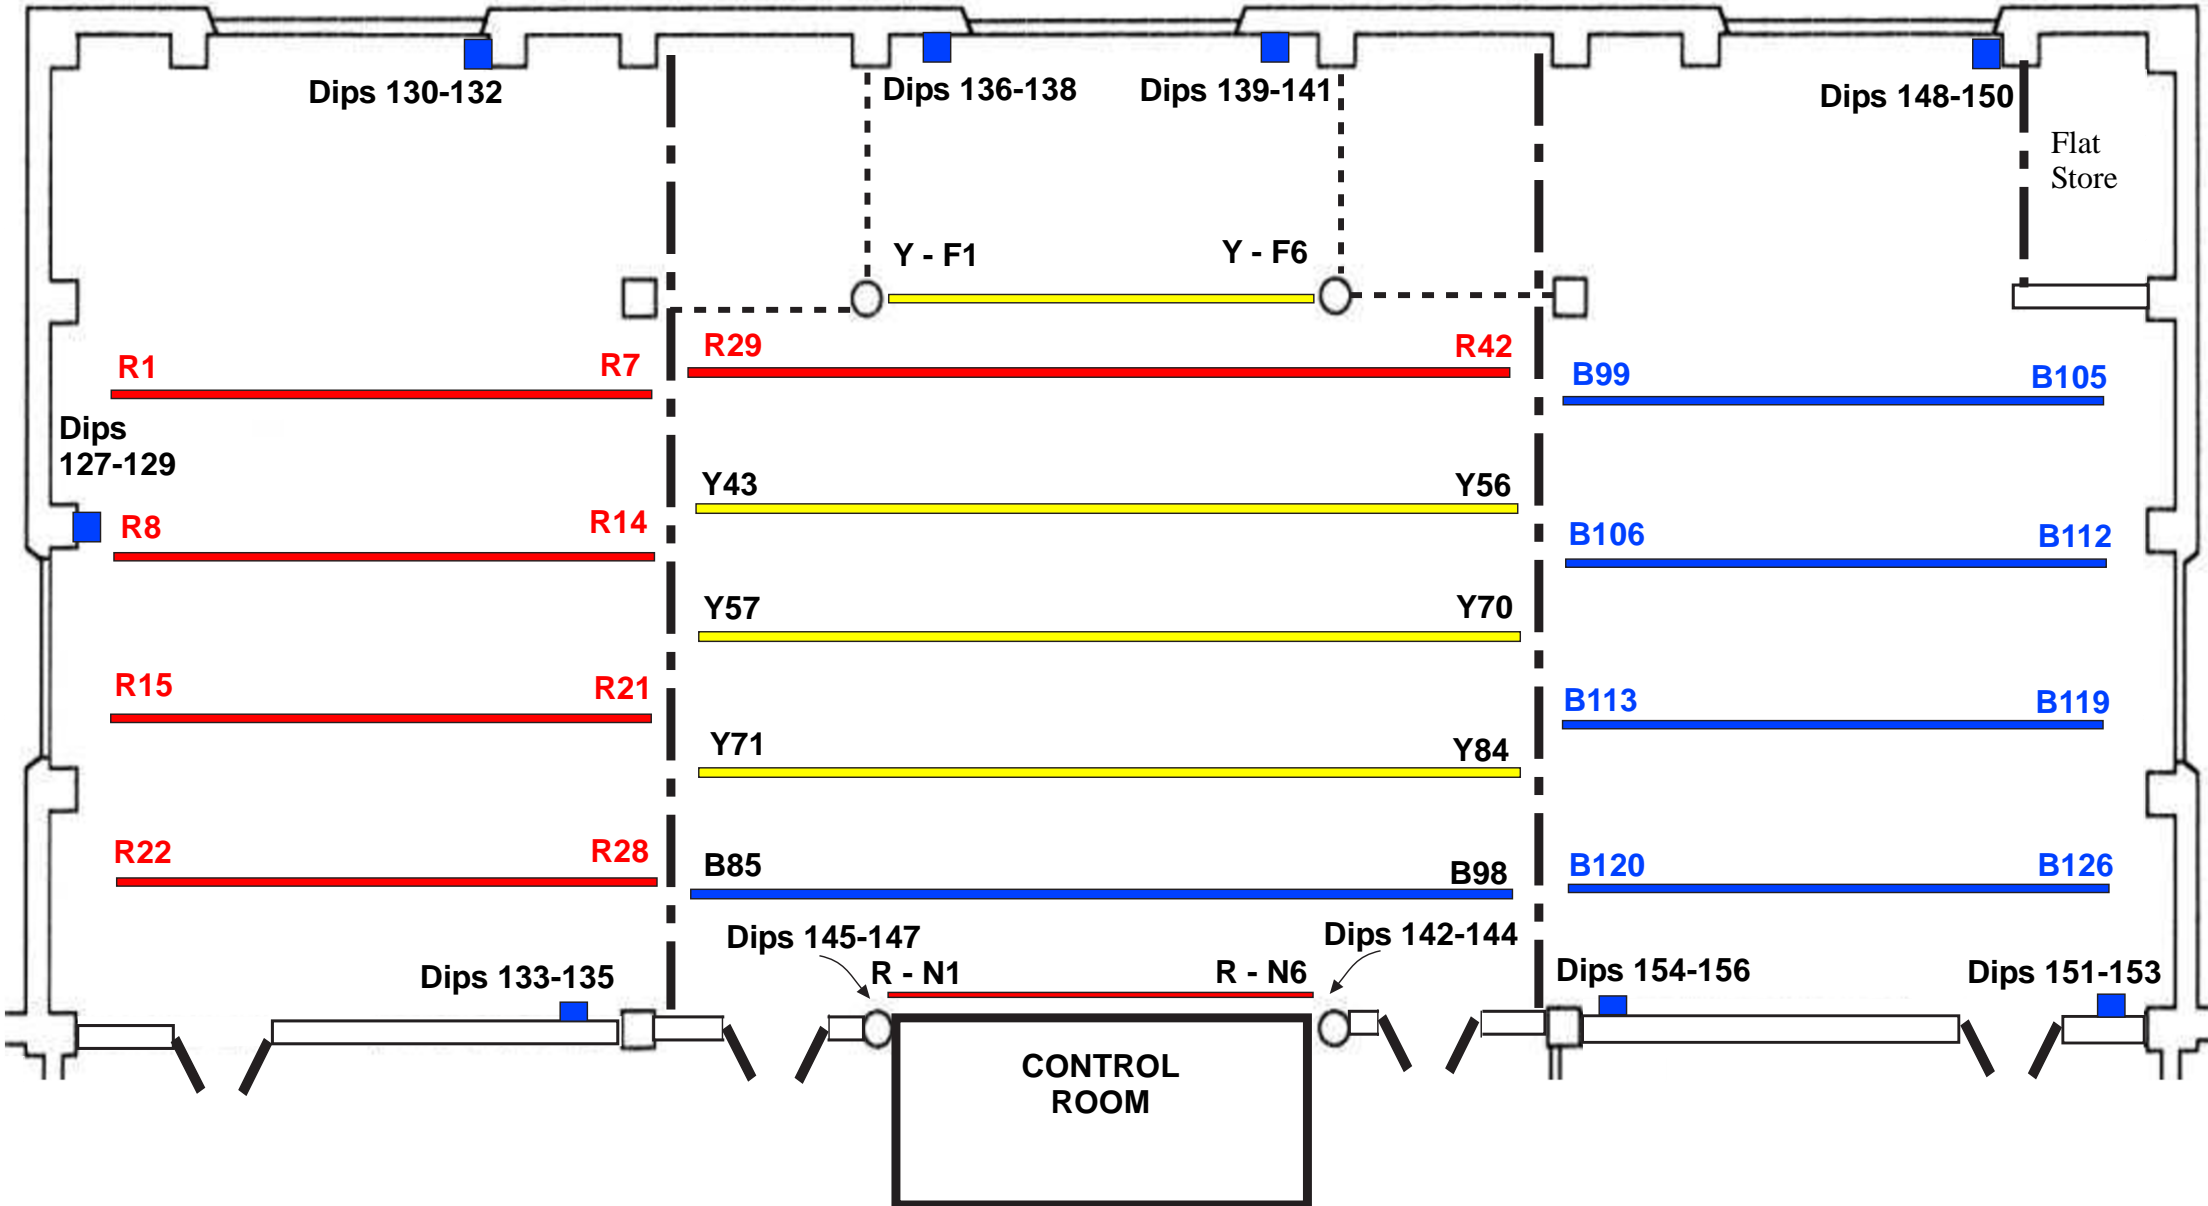 Dips 130-132
Dips 136-138
Dips 139-141
Dips 148-150
Flat
Store
Y - F1
Y - F6
R29
R42
R1
R7
B99
B105
Dips
127-129
Y43
Y56
R8
R14
B106
B112
Y57
Y70
R15
R21
B113
B119
Y71
Y84
R22
R28
B85
B98
B120
B126
Dips 145-147
Dips 142-144
R - N1
R - N6
Dips 133-135
Dips 154-156
Dips 151-153
CONTROL
ROOM